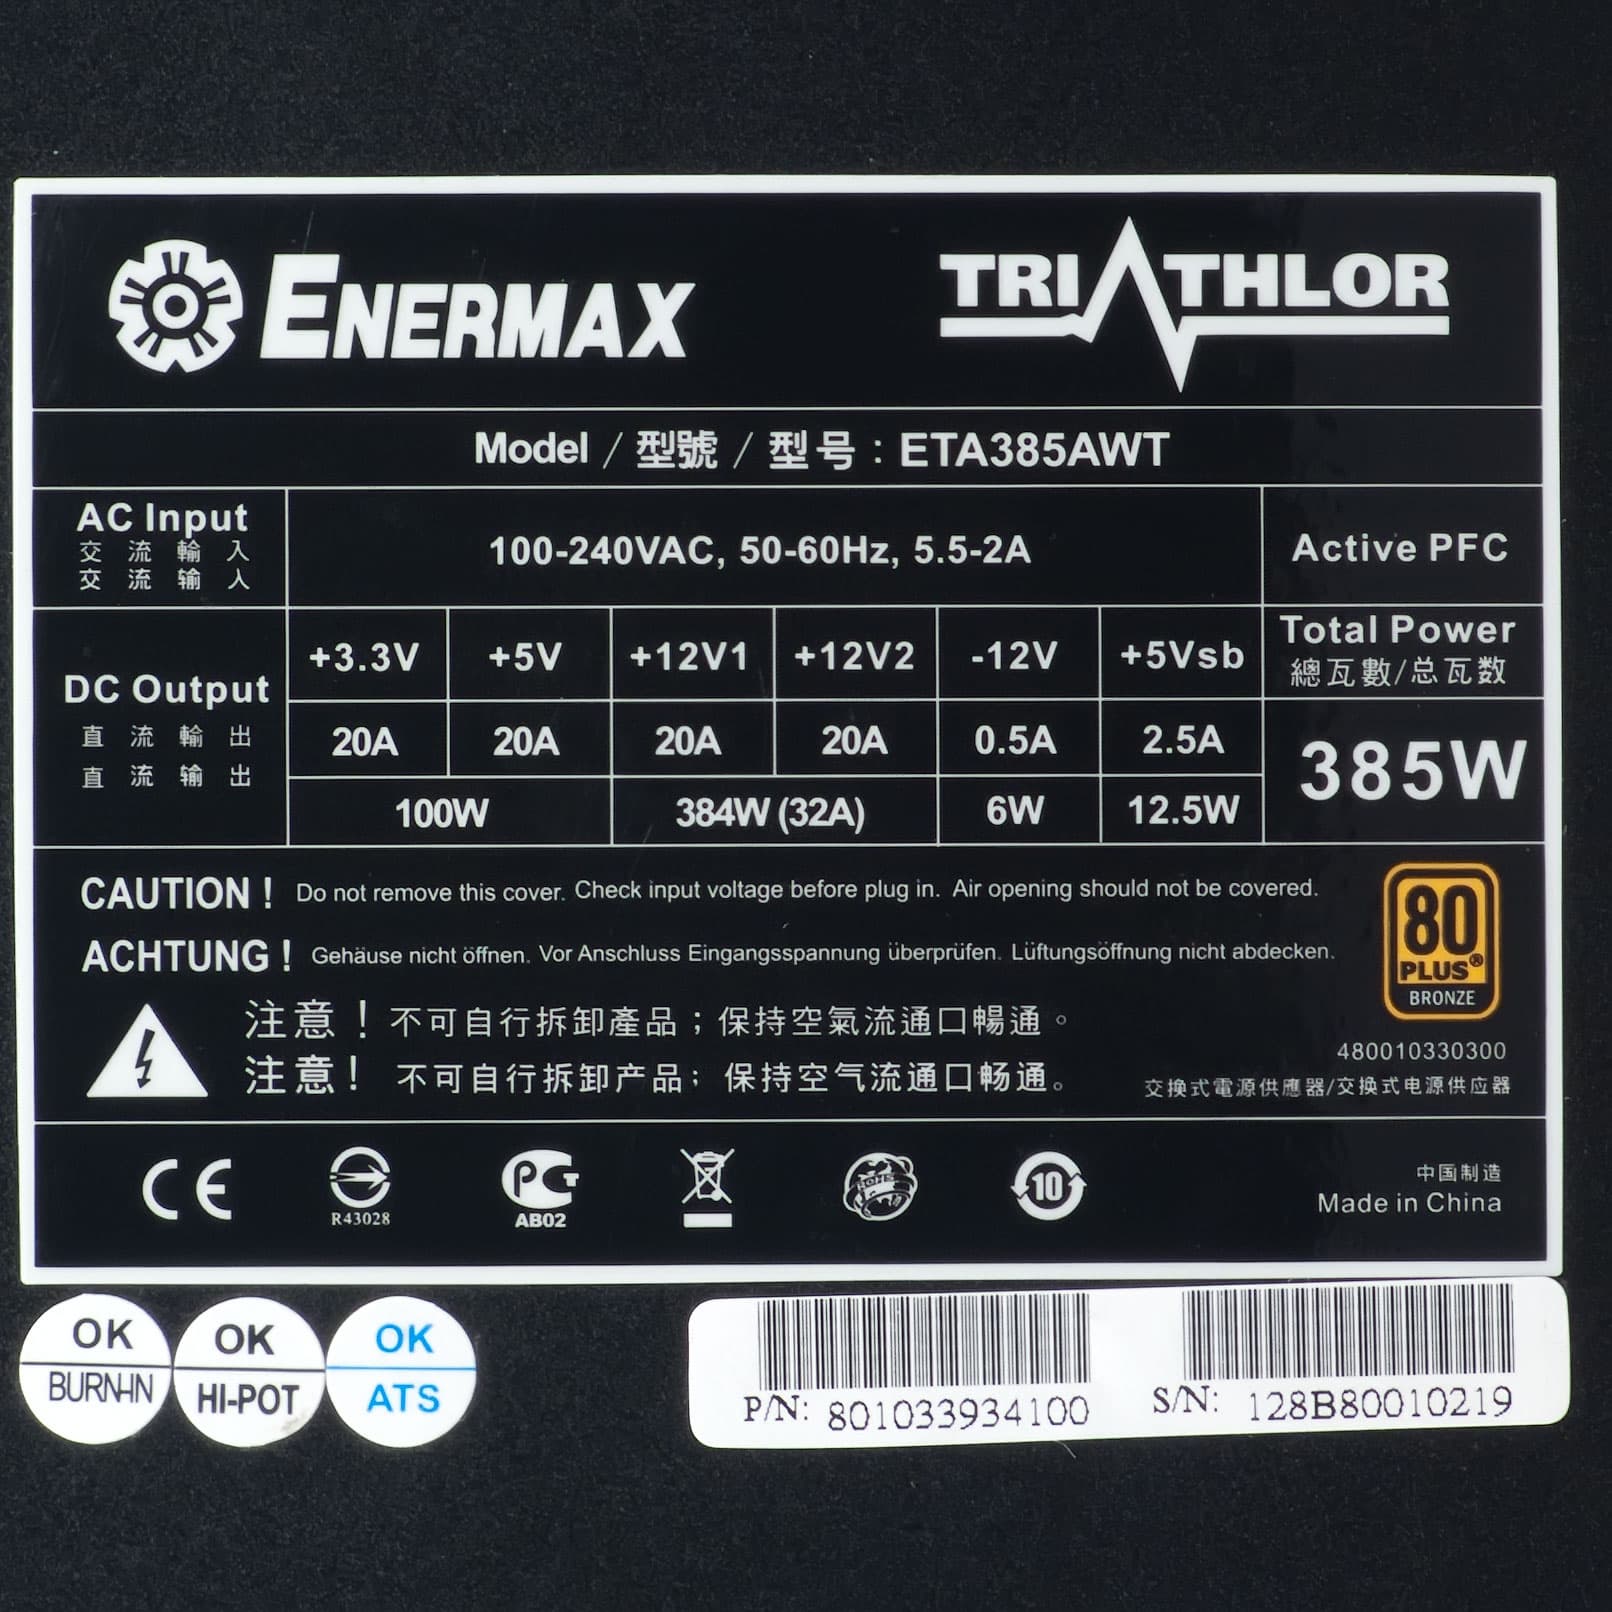 ENERMAX
TRIATHLOR
Model / 型號 / 型号 : ETA385AWT
AC Input
交流輸入
交流输入
100-240VAC, 50-60Hz, 5.5-2A
Active PFC
DC Output
直流輸出
直流输出
+3.3V +5V +12V1 +12V2 -12V +5Vsb
Total Power
總瓦數/总瓦数
20A 20A 20A 20A 0.5A 2.5A
385W
100W 384W (32A) 6W 12.5W
CAUTION ! Do not remove this cover. Check input voltage before plug in. Air opening should not be covered.
ACHTUNG ! Gehäuse nicht öffnen. Vor Anschluss Eingangsspannung überprüfen. Lüftungsöffnung nicht abdecken.
注意！不可自行拆卸產品；保持空氣流通口暢通。
注意！不可自行拆卸产品；保持空气流通口畅通。
80
PLUS®
BRONZE
480010330300
交換式電源供應器/交换式电源供应器
CE
R43028
PCT
AB02
ROHS
10
中国制造
Made in China
OK
BURN-IN
OK
HI-POT
OK
ATS
P/N: 801033934100
S/N: 128B80010219